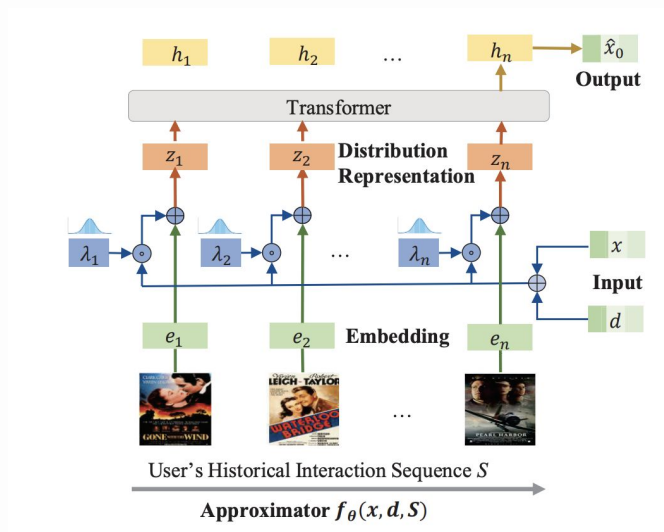 h₁ h₂ ... hₙ x̂₀
Output
Transformer
z₁ z₂ Distribution zₙ
Representation
λ₁ λ₂ ... λₙ x
Input
d
e₁ e₂ Embedding eₙ
GONE WITH THE WIND
LEIGH TAYLOR
WATERLOO
BRIDGE
...
PEARL HARBOR
User's Historical Interaction Sequence S
Approximator f_θ(x, d, S)